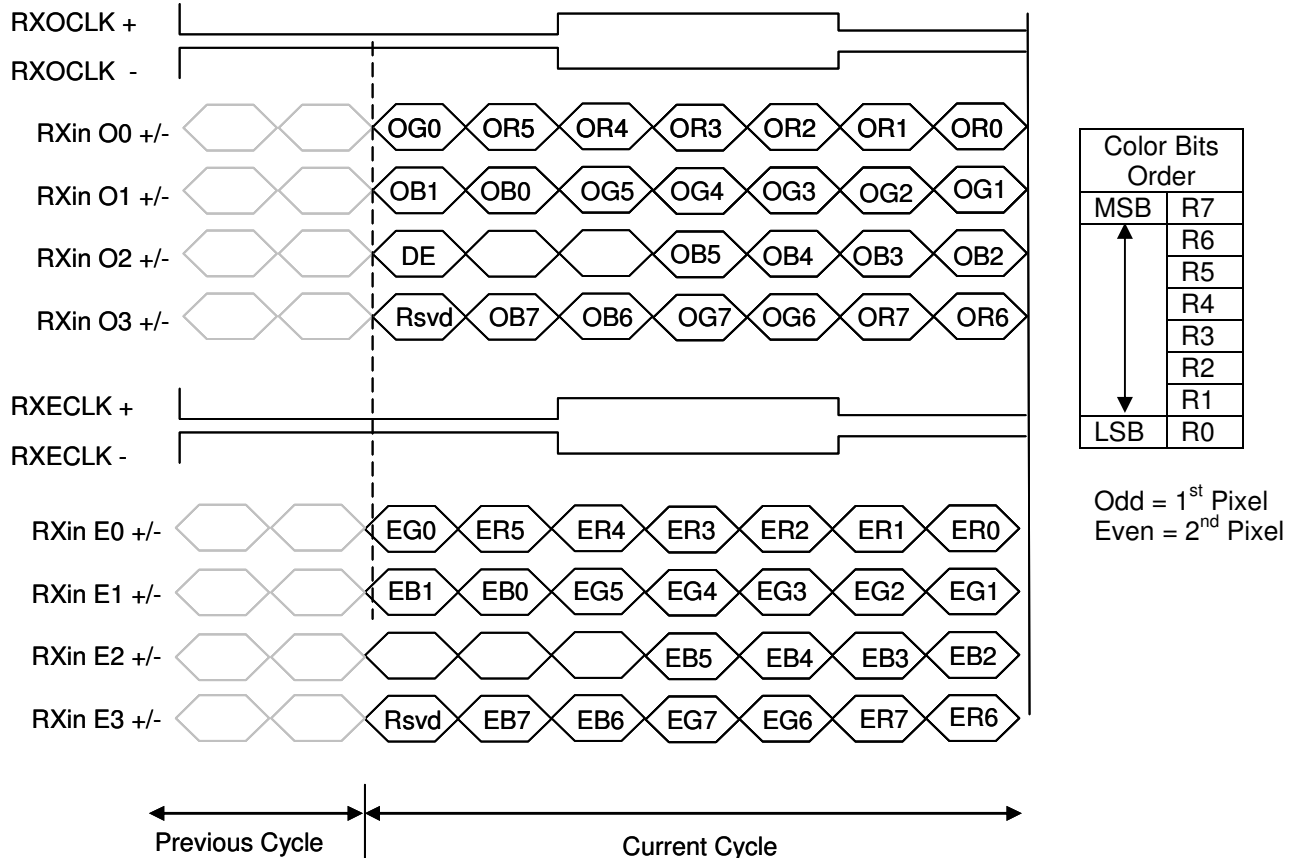 RXOCLK +
RXOCLK -
RXin O0 +/- OG0 OR5 OR4 OR3 OR2 OR1 OR0
RXin O1 +/- OB1 OB0 OG5 OG4 OG3 OG2 OG1
RXin O2 +/- DE OB5 OB4 OB3 OB2
RXin O3 +/- Rsvd OB7 OB6 OG7 OG6 OR7 OR6
RXECLK +
RXECLK -
RXin E0 +/- EG0 ER5 ER4 ER3 ER2 ER1 ER0
RXin E1 +/- EB1 EB0 EG5 EG4 EG3 EG2 EG1
RXin E2 +/- EB5 EB4 EB3 EB2
RXin E3 +/- Rsvd EB7 EB6 EG7 EG6 ER7 ER6
Previous Cycle Current Cycle
Color Bits
Order
MSB R7
R6
R5
R4
R3
R2
R1
LSB R0
Odd = 1st Pixel
Even = 2nd Pixel